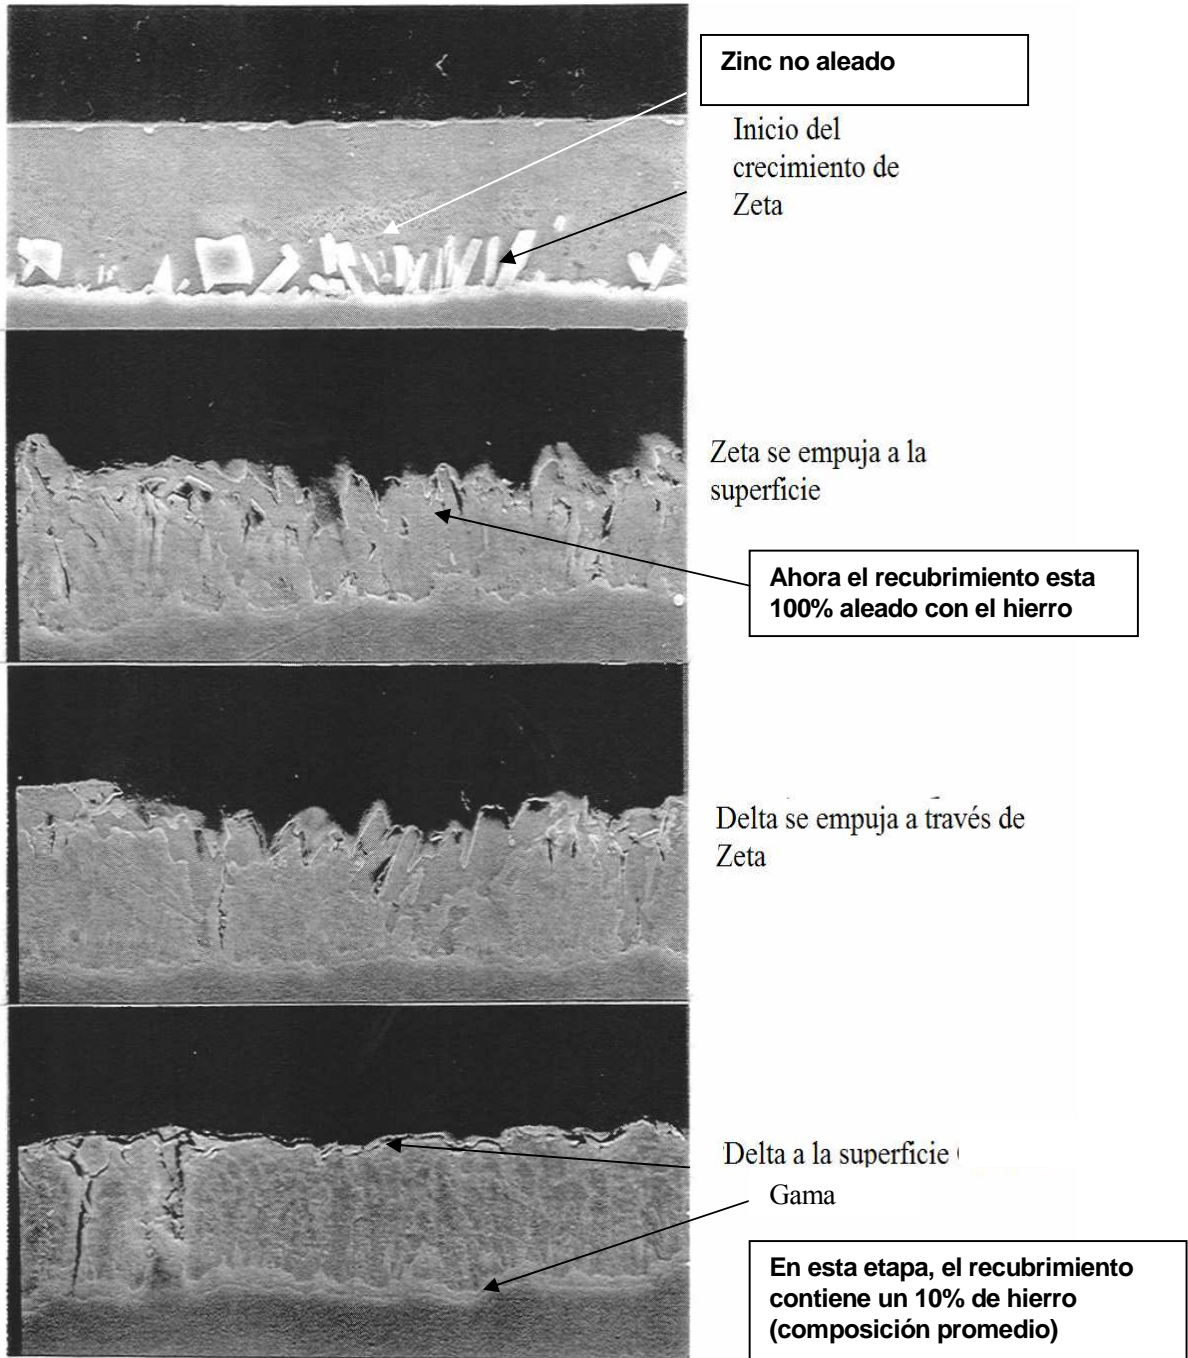 Zinc no aleado
Inicio del
crecimiento de
Zeta
Zeta se empuja a la
superficie
Ahora el recubrimiento esta
100% aleado con el hierro
Delta se empuja a través de
Zeta
Delta a la superficie
Gama
En esta etapa, el recubrimiento
contiene un 10% de hierro
(composición promedio)